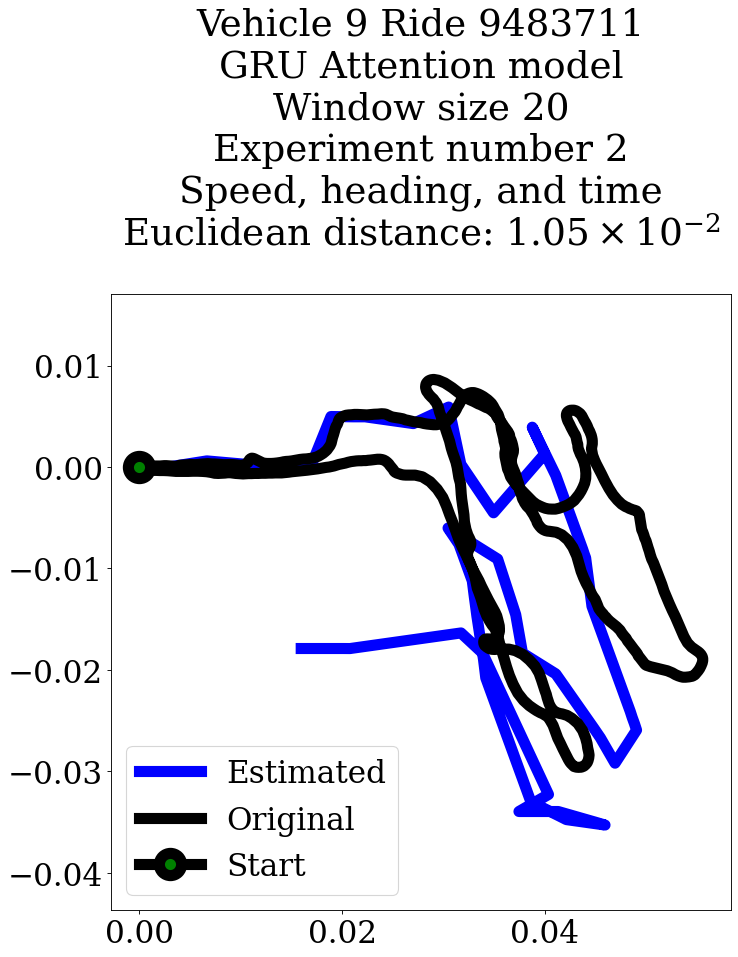 Vehicle 9 Ride 9483711
GRU Attention model
Window size 20
Experiment number 2
Speed, heading, and time
Euclidean distance: 1.05 × 10⁻²
0.01
0.00
−0.01
−0.02
−0.03
−0.04
Estimated
Original
Start
0.00 0.02 0.04